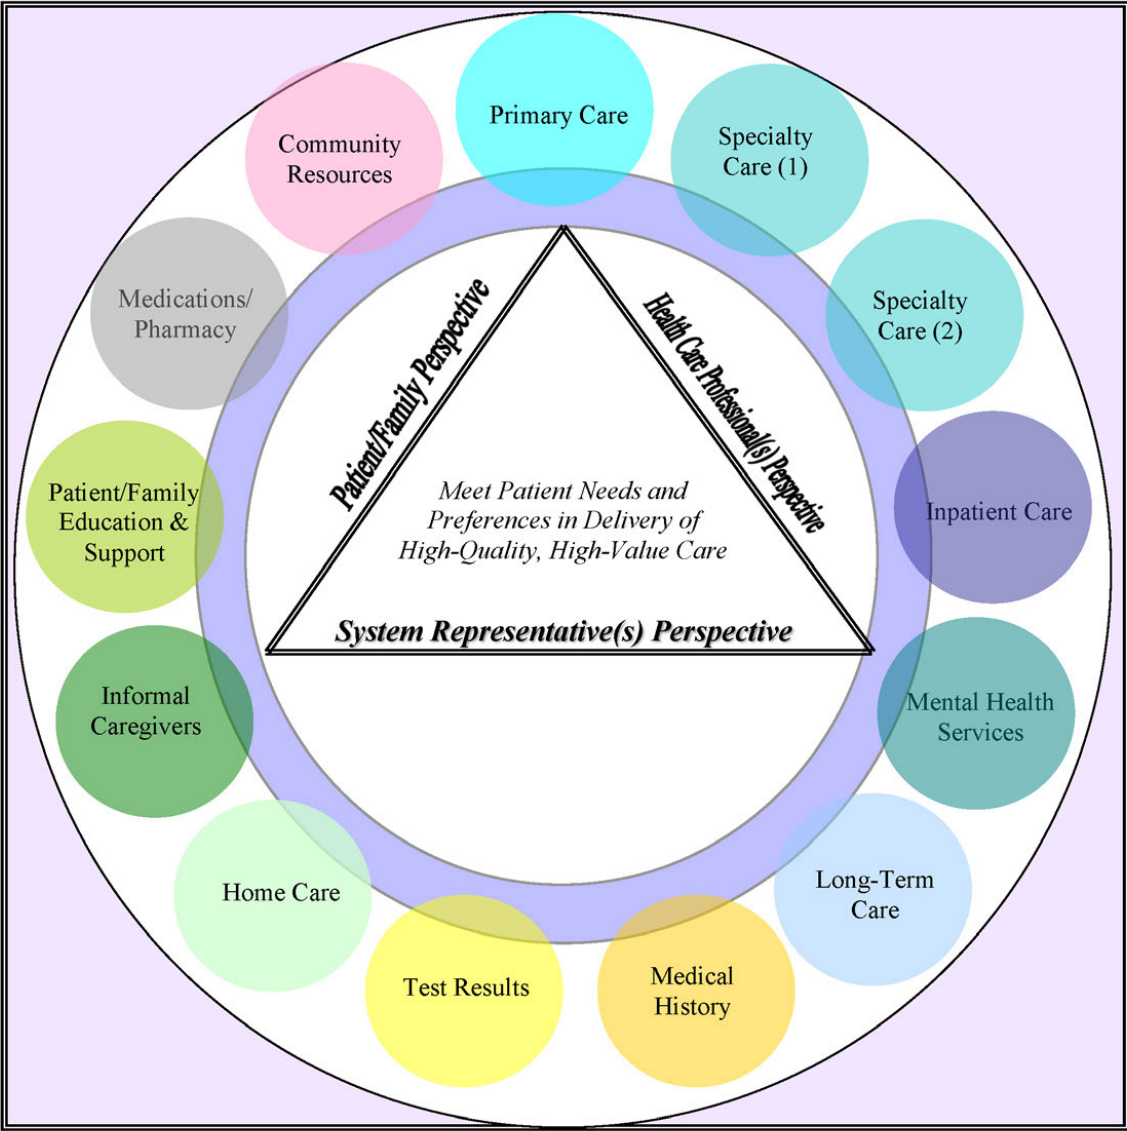 Primary Care
Specialty
Care (1)
Specialty
Care (2)
Inpatient Care
Mental Health
Services
Long-Term
Care
Medical
History
Test Results
Home Care
Informal
Caregivers
Patient/Family
Education &
Support
Medications/
Pharmacy
Community
Resources
Patient/Family Perspective
Health Care Professional(s) Perspective
Meet Patient Needs and
Preferences in Delivery of
High-Quality, High-Value Care
System Representative(s) Perspective